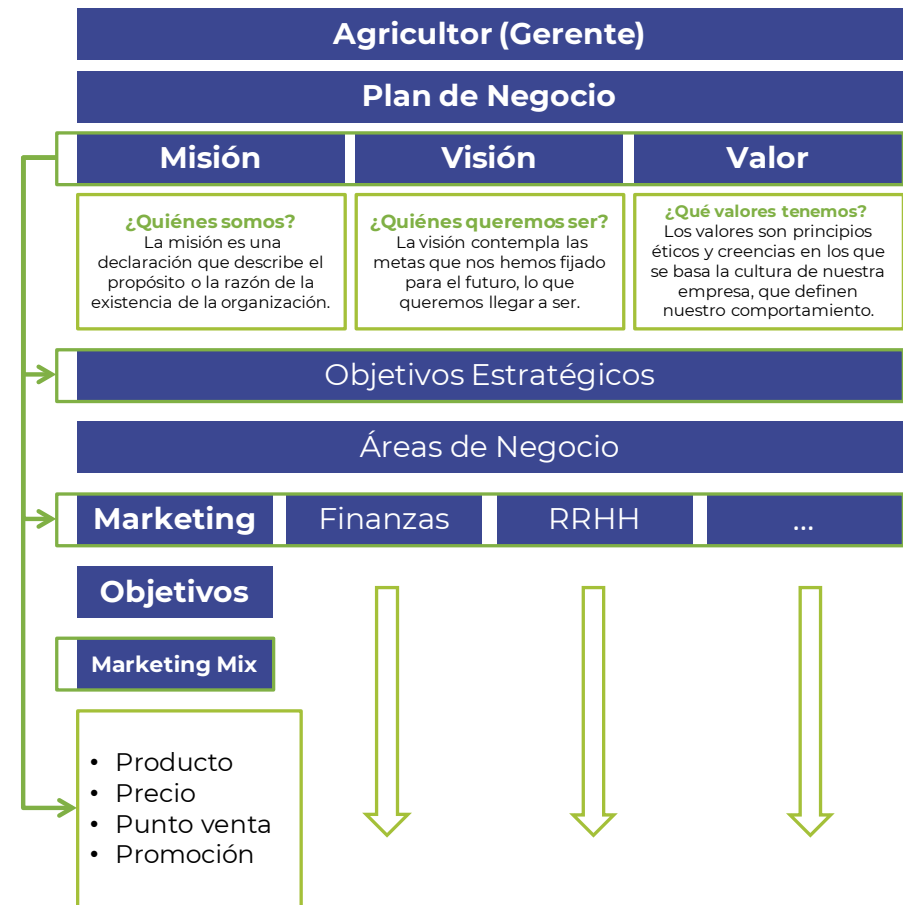 Agricultor (Gerente)
Plan de Negocio
Misión
Visión
Valor
¿Quiénes somos?
La misión es una
declaración que describe el
propósito o la razón de la
existencia de la organización.
¿Quiénes queremos ser?
La visión contempla las
metas que nos hemos fijado
para el futuro, lo que
queremos llegar a ser.
¿Qué valores tenemos?
Los valores son principios
éticos y creencias en los que
se basa la cultura de nuestra
empresa, que definen
nuestro comportamiento.
Objetivos Estratégicos
Áreas de Negocio
Marketing
Finanzas
RRHH
...
Objetivos
Marketing Mix
• Producto
• Precio
• Punto venta
• Promoción